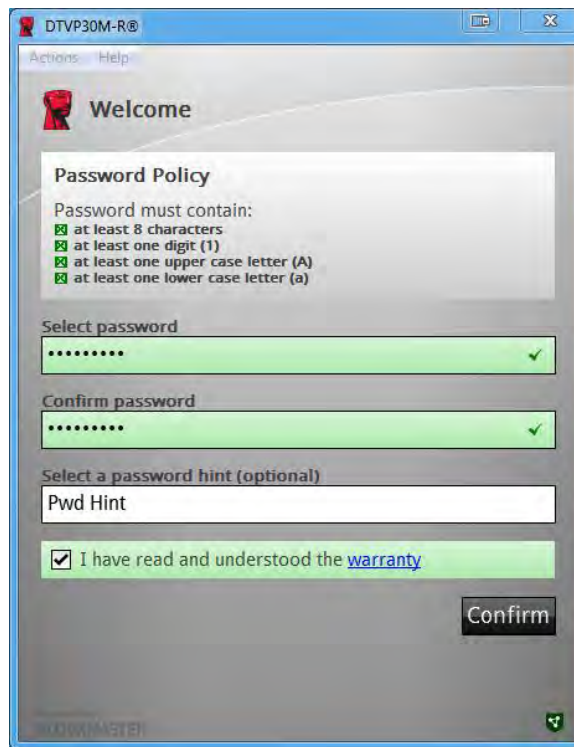 DTVP30M-R®
Actions Help
Welcome
Password Policy
Password must contain:
at least 8 characters
at least one digit (1)
at least one upper case letter (A)
at least one lower case letter (a)
Select password
Confirm password
Select a password hint (optional)
Pwd Hint
I have read and understood the warranty
Confirm